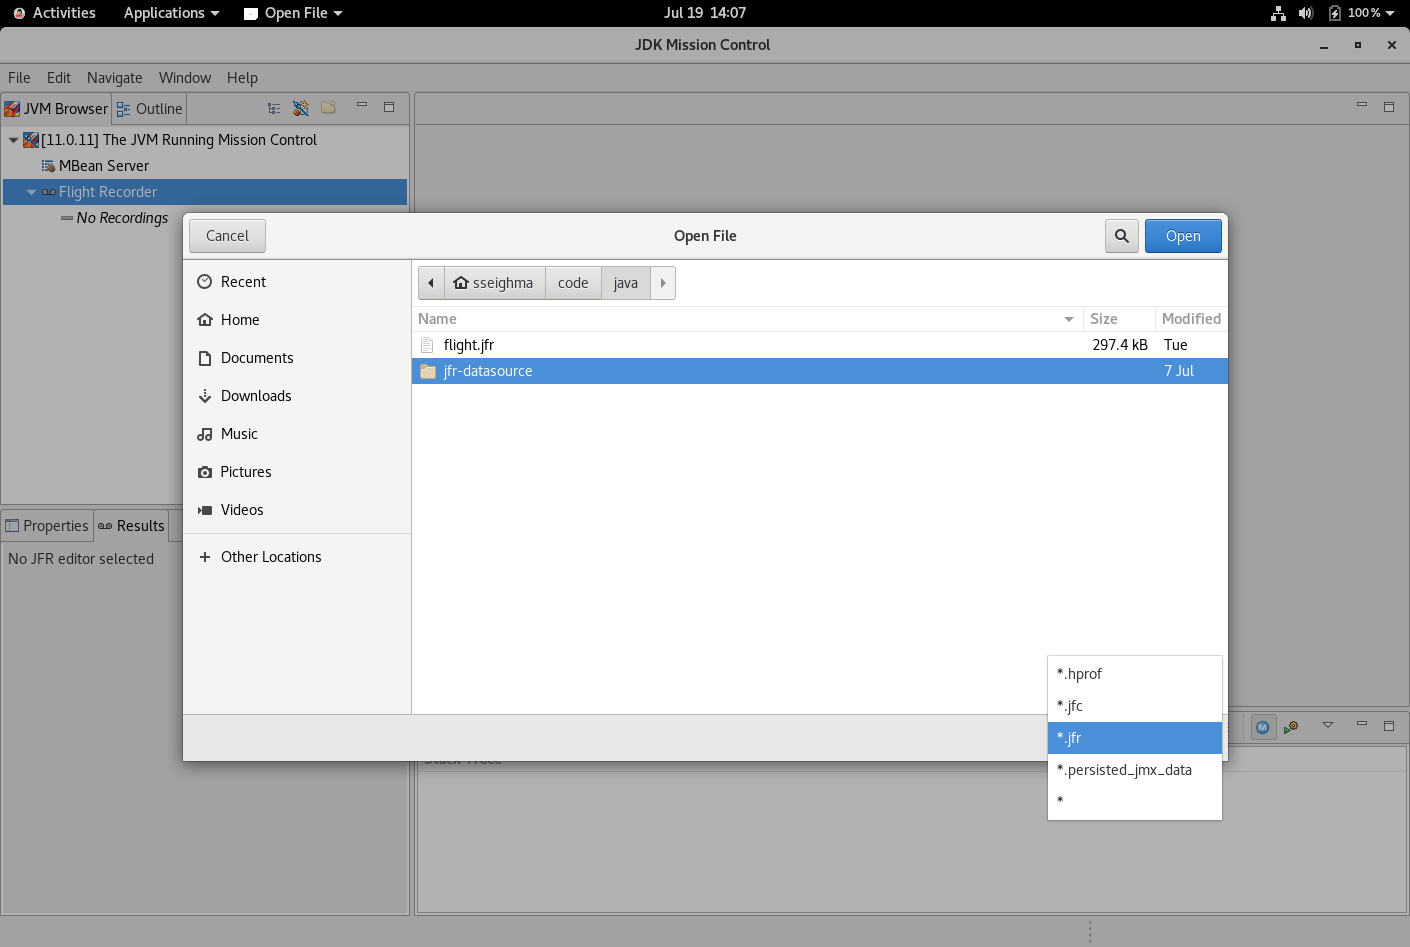 Activities Applications Open File Jul 19 14:07 100 %
JDK Mission Control
File Edit Navigate Window Help
JVM Browser Outline
[11.0.11] The JVM Running Mission Control
MBean Server
Flight Recorder
No Recordings
Cancel Open File Open
Recent
Home
Documents
Downloads
Music
Pictures
Videos
Other Locations
sseighma code java
Name Size Modified
flight.jfr 297.4 kB Tue
jfr-datasource 7 Jul
Properties Results
No JFR editor selected
*.hprof
*.jfc
*.jfr
*.persisted_jmx_data
*
M
Stack Trace